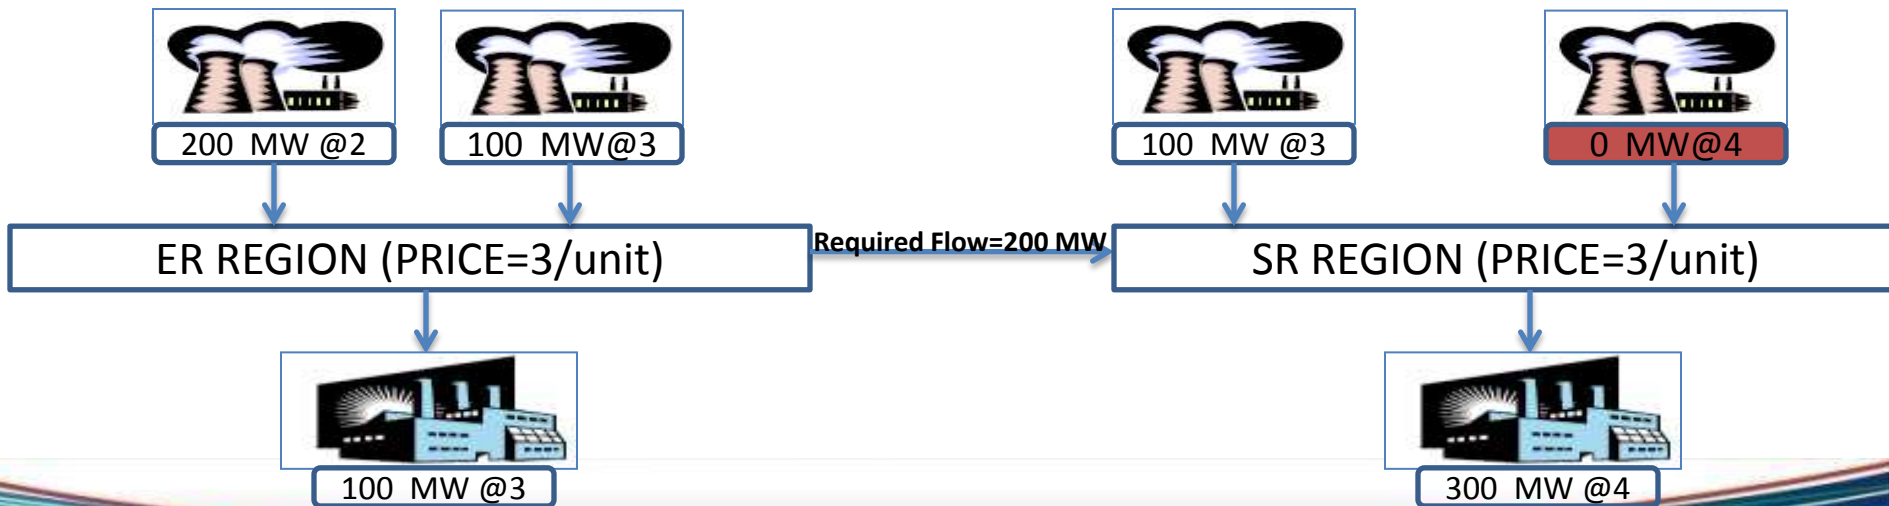 200 MW @2
100 MW@3
100 MW @3
0 MW@4
ER REGION (PRICE=3/unit)
Required Flow=200 MW
SR REGION (PRICE=3/unit)
100 MW @3
300 MW @4